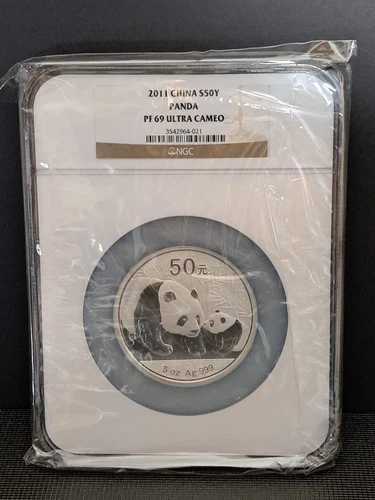 2011 CHINA S50Y
PANDA
PF 69 ULTRA CAMEO
3542964-021
NGC
50元
5 oz Ag 999